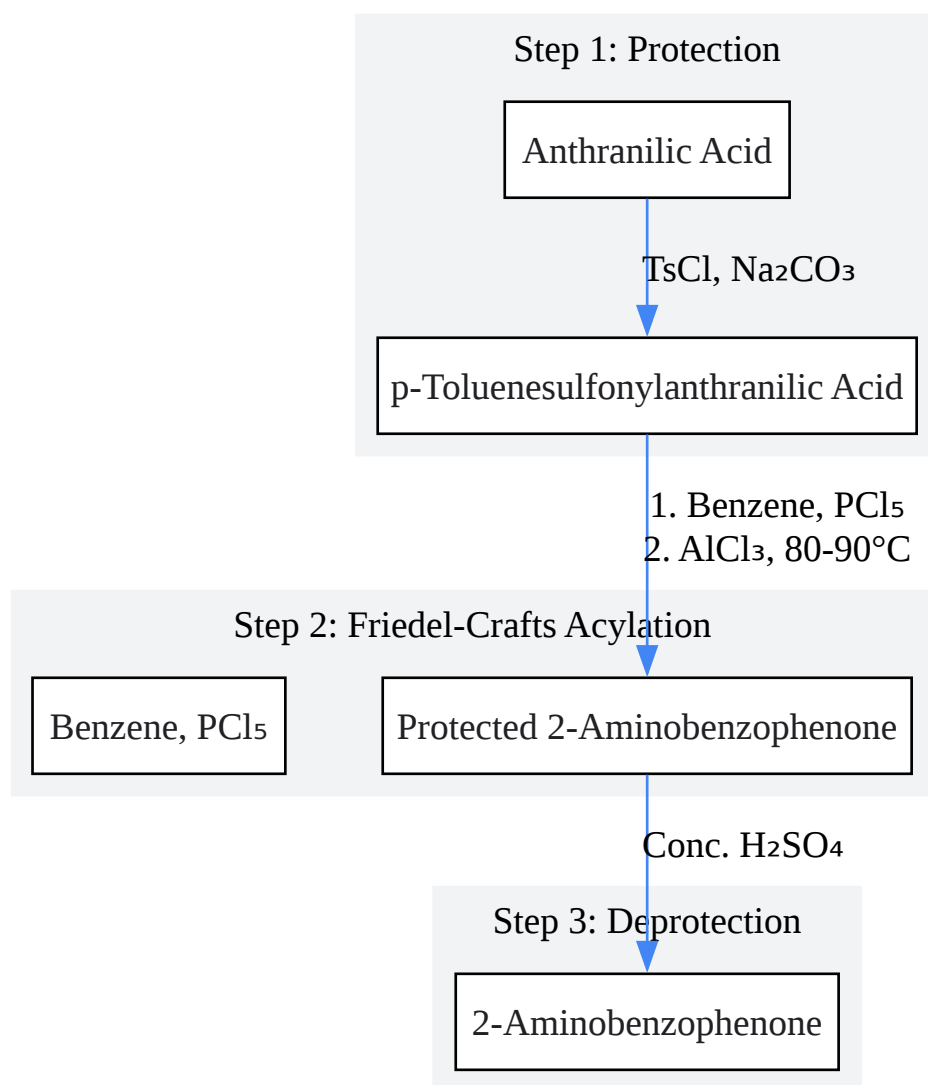 Step 1: Protection
Anthranilic Acid
TsCl, Na₂CO₃
p-Toluenesulfonylanthranilic Acid
1. Benzene, PCl₅
2. AlCl₃, 80-90°C
Step 2: Friedel-Crafts Acylation
Benzene, PCl₅
Protected 2-Aminobenzophenone
Conc. H₂SO₄
Step 3: Deprotection
2-Aminobenzophenone